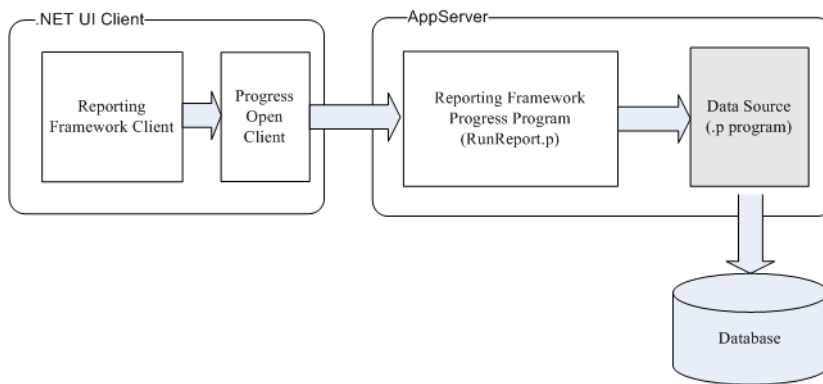 .NET UI Client
AppServer
Reporting
Framework Client
Progress
Open
Client
Reporting Framework
Progress Program
(RunReport.p)
Data Source
(.p program)
Database